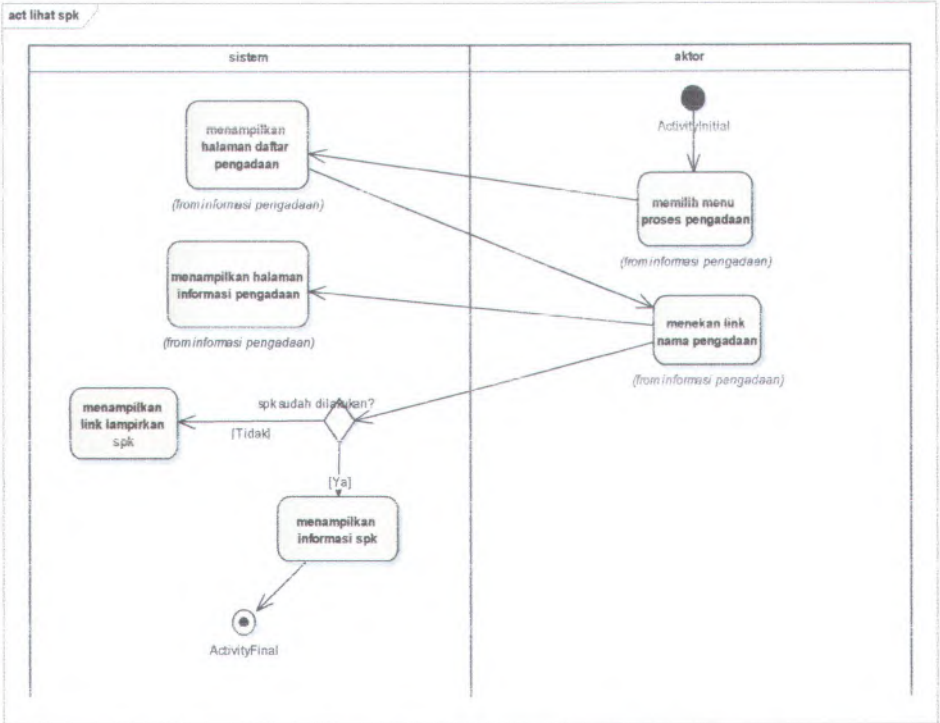 act lihat spk
sistem
aktor
ActivityInitial
menampilkan
halaman daftar
pengadaan
(from informasi pengadaan)
memilih menu
proses pengadaan
(from informasi pengadaan)
menampilkan halaman
informasi pengadaan
(from informasi pengadaan)
menekan link
nama pengadaan
(from informasi pengadaan)
spk sudah dilakukan?
menampilkan
link lampirkan
spk
[Tidak]
[Ya]
menampilkan
informasi spk
ActivityFinal